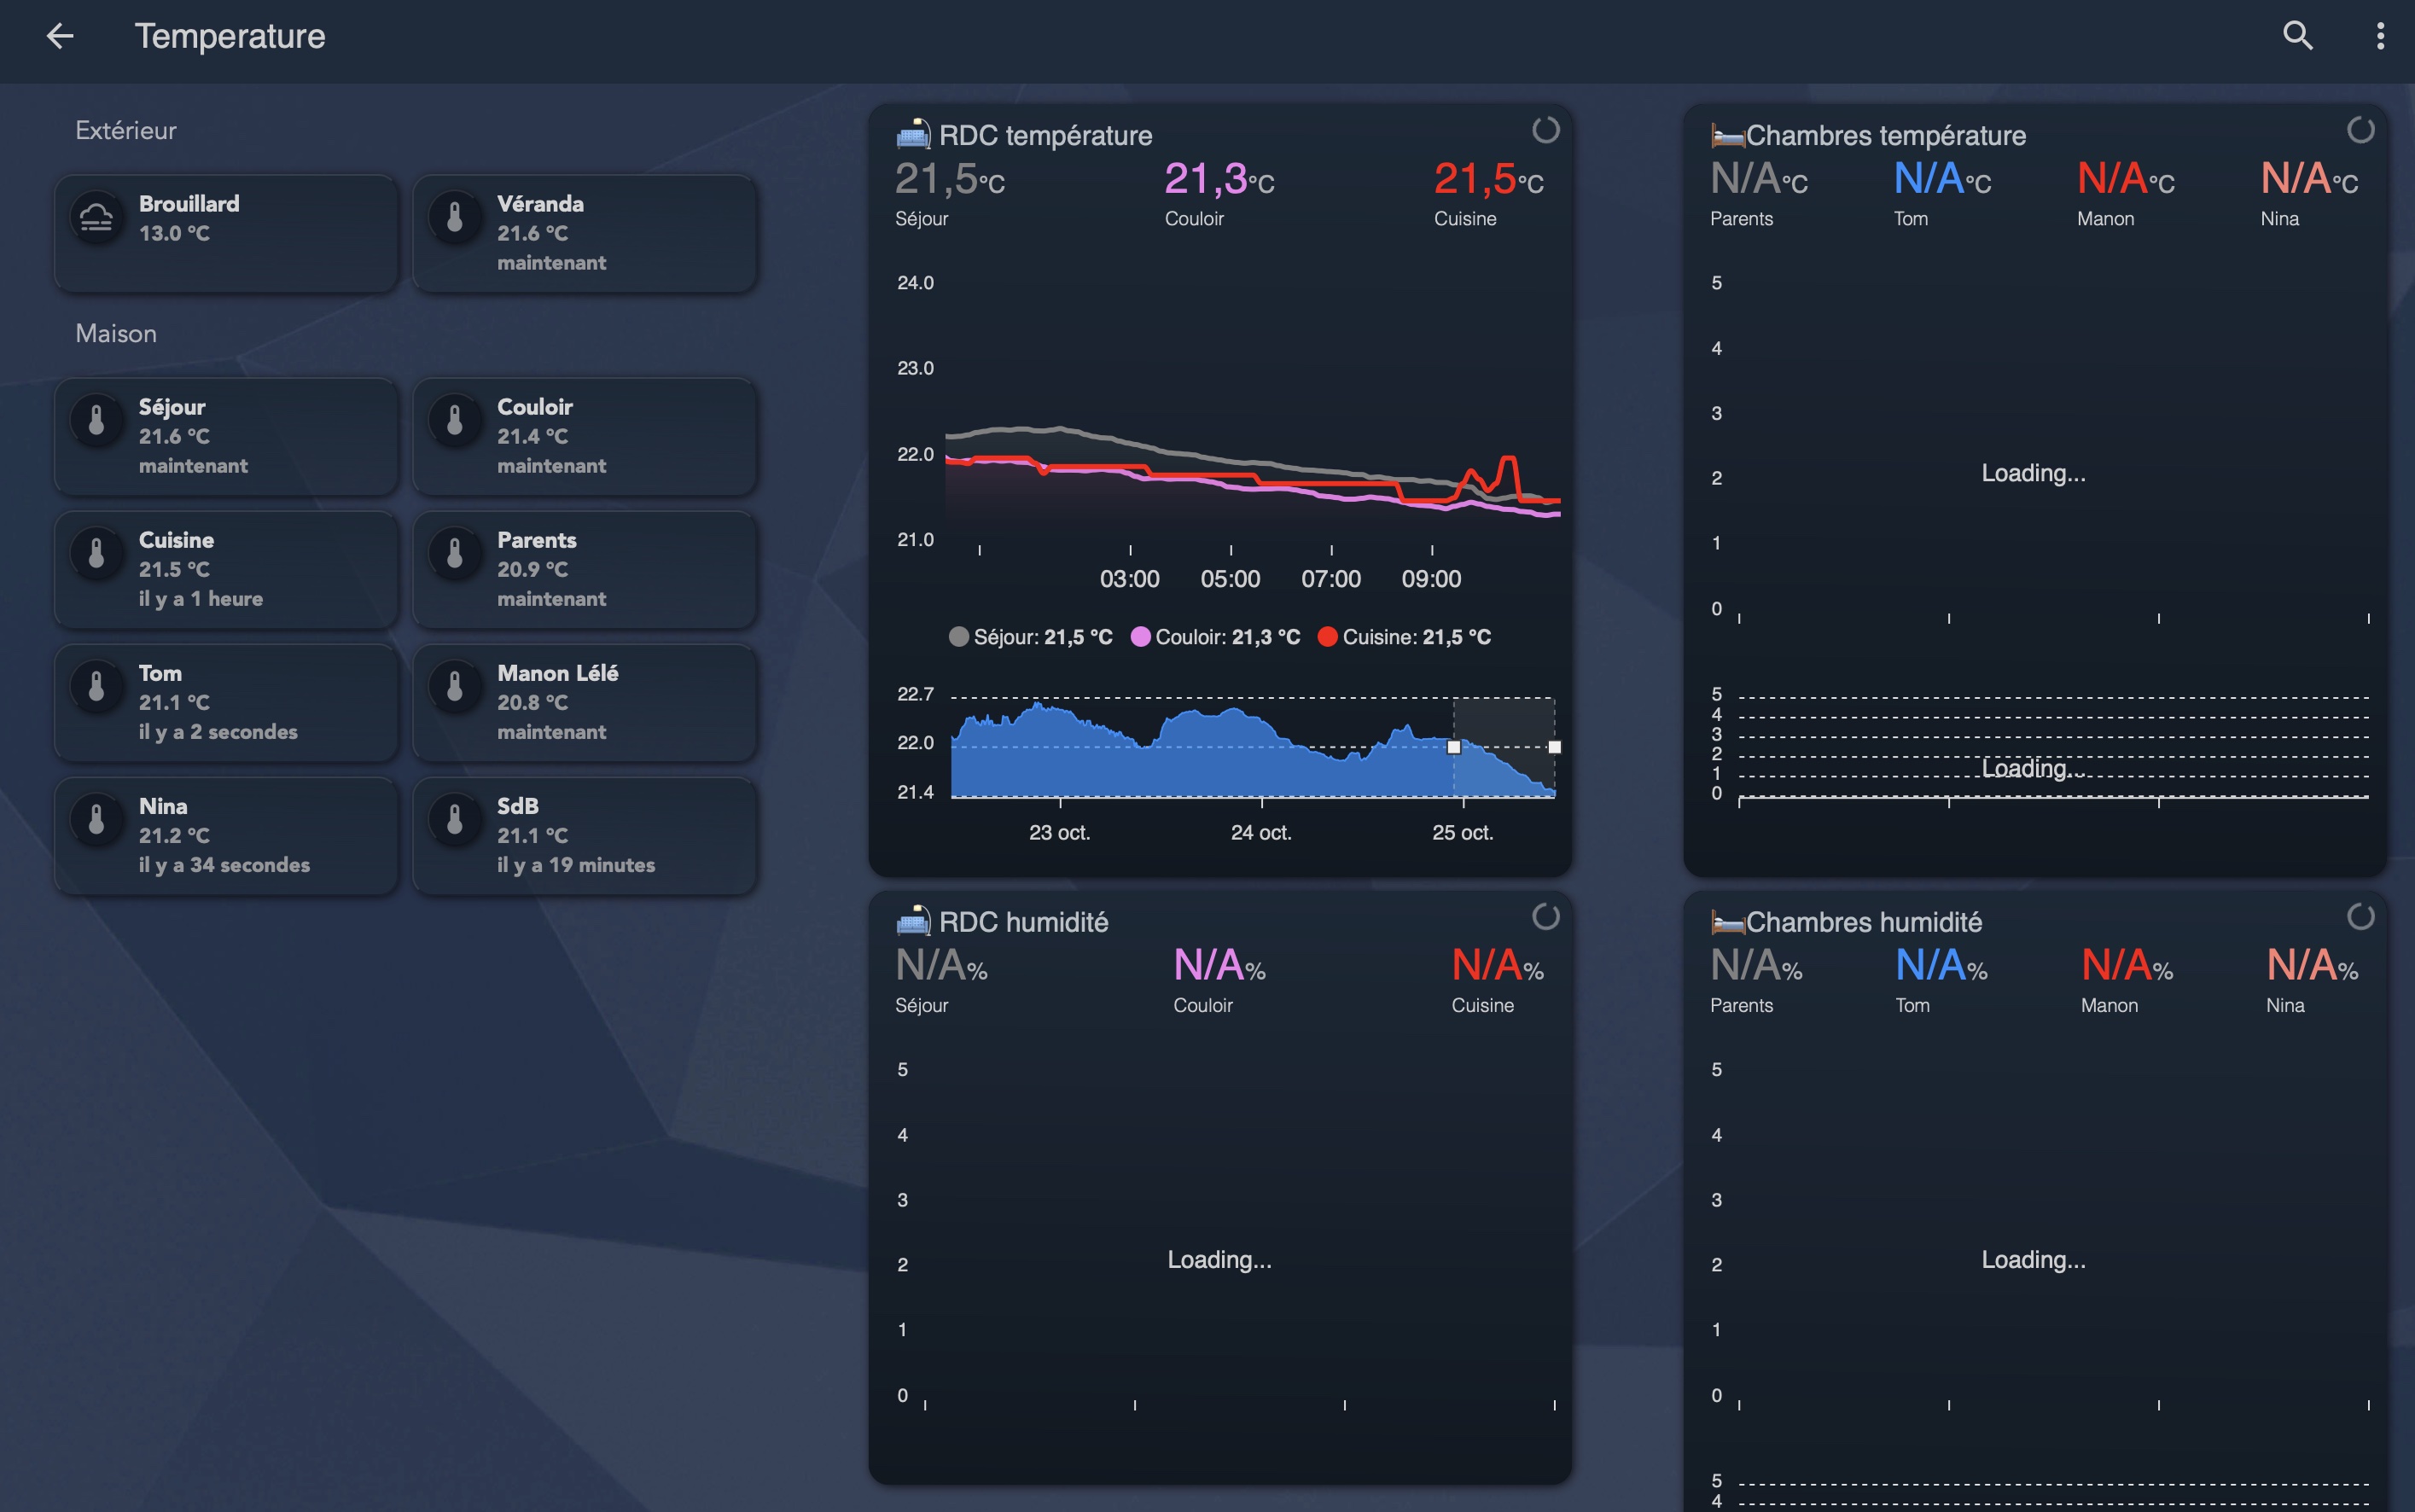 Temperature
Extérieur
Brouillard
13.0 °C
Véranda
21.6 °C
maintenant
Maison
Séjour
21.6 °C
maintenant
Couloir
21.4 °C
maintenant
Cuisine
21.5 °C
il y a 1 heure
Parents
20.9 °C
maintenant
Tom
21.1 °C
il y a 2 secondes
Manon Lélé
20.8 °C
maintenant
Nina
21.2 °C
il y a 34 secondes
SdB
21.1 °C
il y a 19 minutes
RDC température
21,5°C 21,3°C 21,5°C
Séjour Couloir Cuisine
24.0
23.0
22.0
21.0
03:00 05:00 07:00 09:00
Séjour: 21,5 °C Couloir: 21,3 °C Cuisine: 21,5 °C
22.7
22.0
21.4
23 oct. 24 oct. 25 oct.
Chambres température
N/A°C N/A°C N/A°C N/A°C
Parents Tom Manon Nina
5
4
3
2
1
0
Loading...
5
4
3
2
1
0
Loading...
RDC humidité
N/A% N/A% N/A%
Séjour Couloir Cuisine
5
4
3
2
1
0
Loading...
Chambres humidité
N/A% N/A% N/A% N/A%
Parents Tom Manon Nina
5
4
3
2
1
0
Loading...
5
4